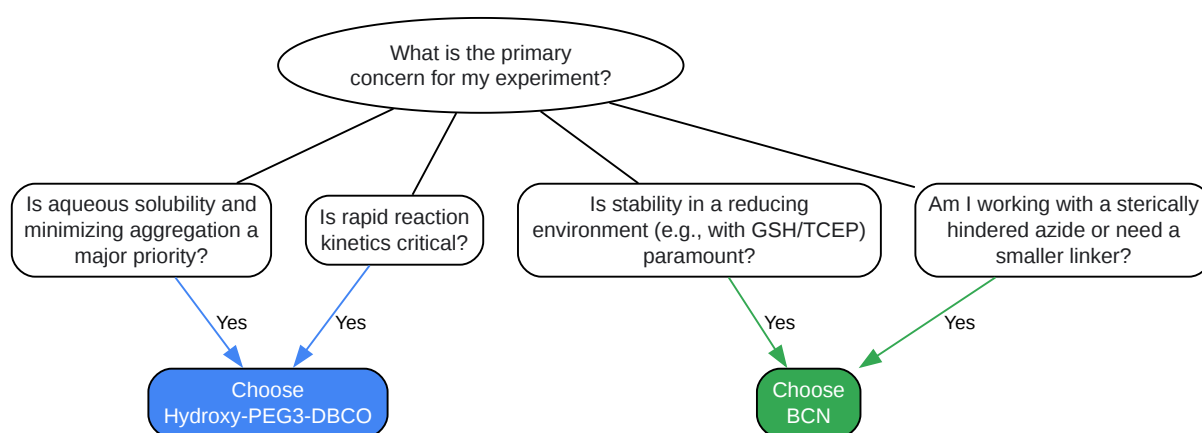 What is the primary
concern for my experiment?
Is aqueous solubility and
minimizing aggregation a
major priority?
Is rapid reaction
kinetics critical?
Is stability in a reducing
environment (e.g., with GSH/TCEP)
paramount?
Am I working with a sterically
hindered azide or need a
smaller linker?
Yes
Yes
Yes
Yes
Choose
Hydroxy-PEG3-DBCO
Choose
BCN